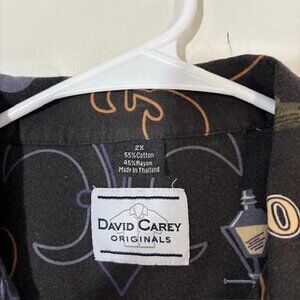 2X
55%Cotton
45%Rayon
Made In Thailand
DAVID CAREY
ORIGINALS